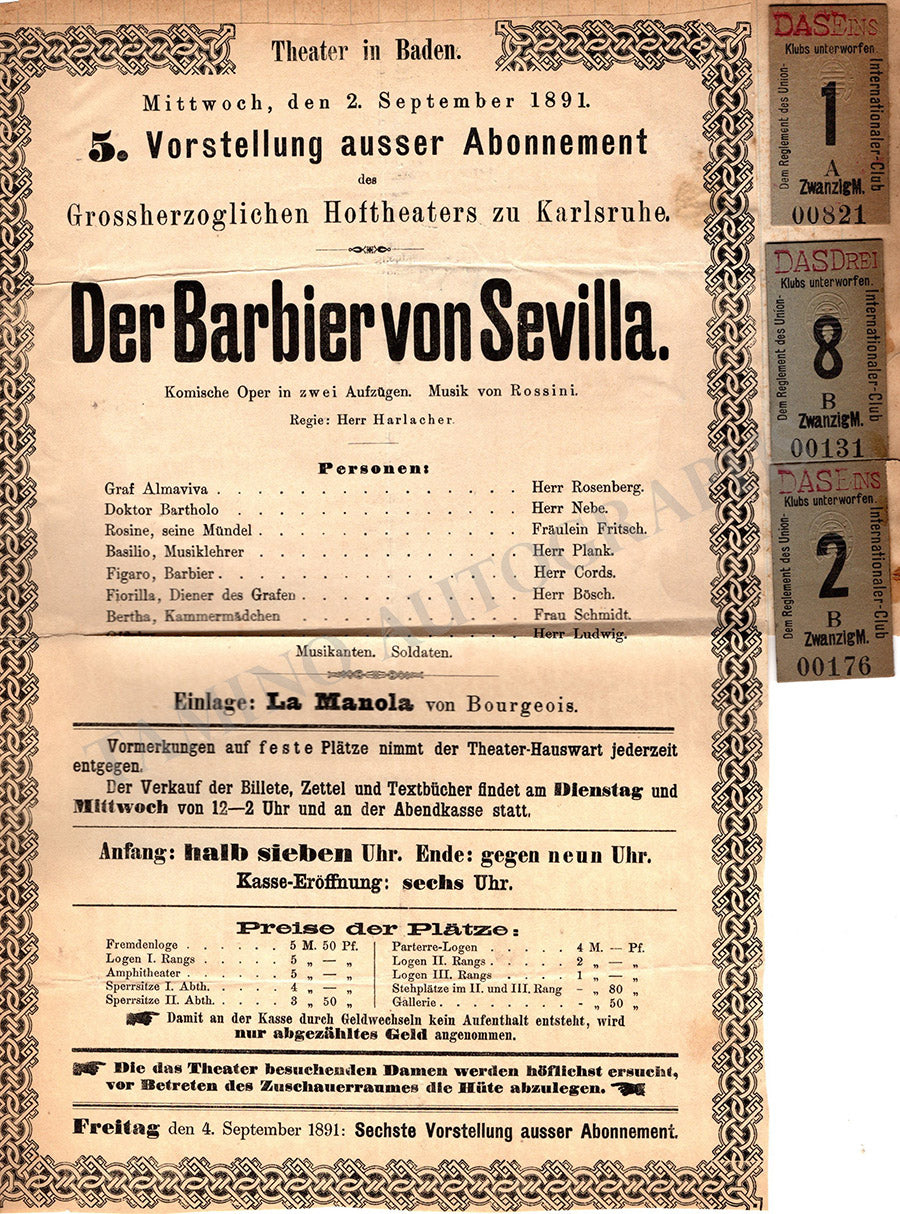 Theater in Baden.
Mittwoch, den 2. September 1891.
5. Vorstellung ausser Abonnement
des
Grossherzoglichen Hoftheaters zu Karlsruhe.
Der Barbier von Sevilla.
Komische Oper in zwei Aufzügen. Musik von Rossini.
Regie: Herr Harlacher.
Personen:
Graf Almaviva . . . . . . . . . . . . . . Herr Rosenberg.
Doktor Bartholo . . . . . . . . . . . . . Herr Nebe.
Rosine, seine Mündel . . . . . . . . . . . . Fräulein Fritsch.
Basilio, Musiklehrer . . . . . . . . . . . . Herr Plank.
Figaro, Barbier . . . . . . . . . . . . . . Herr Cords.
Fiorilla, Diener des Grafen . . . . . . . . . . Herr Bösch.
Bertha, Kammermädchen . . . . . . . . . . Frau Schmidt.
Herr Ludwig.
Musikanten. Soldaten.
Einlage: La Manola von Bourgeois.
Vormerkungen auf feste Plätze nimmt der Theater-Hauswart jederzeit
entgegen.
Der Verkauf der Billete, Zettel und Textbücher findet am Dienstag und
Mittwoch von 12—2 Uhr und an der Abendkasse statt.
Anfang: halb sieben Uhr. Ende: gegen neun Uhr.
Kasse-Eröffnung: sechs Uhr.
Preise der Plätze:
Fremdenloge . . . . . . 5 M. 50 Pf.
Logen I. Rangs . . . . . 5 „ — „
Amphitheater . . . . . . 5 „ — „
Sperrsitze I. Abth. . . . . 4 „ — „
Sperrsitze II. Abth. . . . . 3 „ 50 „
Parterre-Logen . . . . . 4 M. — Pf.
Logen II. Rangs . . . . . 2 „ — „
Logen III. Rangs . . . . 1 „ — „
Stehplätze im II. und III. Rang - „ 80 „
Gallerie . . . . . . . . - „ 50 „
Damit an der Kasse durch Geldwechseln kein Aufenthalt entsteht, wird
nur abgezähltes Geld angenommen.
Die das Theater besuchenden Damen werden höflichst ersucht,
vor Betreten des Zuschauerraumes die Hüte abzulegen.
Freitag den 4. September 1891: Sechste Vorstellung ausser Abonnement.
DAS EINS
Klubs unterworfen.
Dem Reglement des Union-
Internationaler-Club
1
A
Zwanzig M.
00821
DAS DREI
Klubs unterworfen.
Dem Reglement des Union-
Internationaler-Club
8
B
Zwanzig M.
00131
DAS EINS
Klubs unterworfen.
Dem Reglement des Union-
Internationaler-Club
2
B
Zwanzig M.
00176
TAMINO AUTOGRAPHS